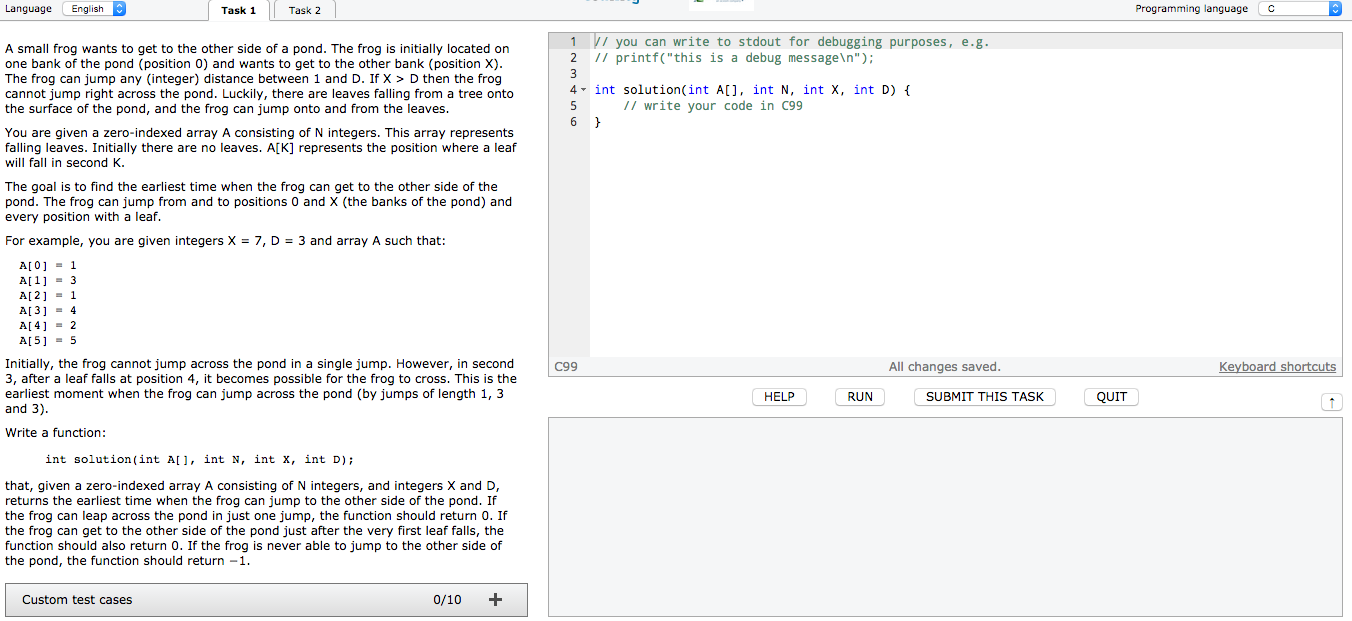 Language English Task 1 Task 2 Programming language C
A small frog wants to get to the other side of a pond. The frog is initially located on
one bank of the pond (position 0) and wants to get to the other bank (position X).
The frog can jump any (integer) distance between 1 and D. If X > D then the frog
cannot jump right across the pond. Luckily, there are leaves falling from a tree onto
the surface of the pond, and the frog can jump onto and from the leaves.
You are given a zero-indexed array A consisting of N integers. This array represents
falling leaves. Initially there are no leaves. A[K] represents the position where a leaf
will fall in second K.
The goal is to find the earliest time when the frog can get to the other side of the
pond. The frog can jump from and to positions 0 and X (the banks of the pond) and
every position with a leaf.
For example, you are given integers X = 7, D = 3 and array A such that:
A[0] = 1
A[1] = 3
A[2] = 1
A[3] = 4
A[4] = 2
A[5] = 5
Initially, the frog cannot jump across the pond in a single jump. However, in second
3, after a leaf falls at position 4, it becomes possible for the frog to cross. This is the
earliest moment when the frog can jump across the pond (by jumps of length 1, 3
and 3).
Write a function:
int solution(int A[], int N, int X, int D);
that, given a zero-indexed array A consisting of N integers, and integers X and D,
returns the earliest time when the frog can jump to the other side of the pond. If
the frog can leap across the pond in just one jump, the function should return 0. If
the frog can get to the other side of the pond just after the very first leaf falls, the
function should also return 0. If the frog is never able to jump to the other side of
the pond, the function should return −1.
Custom test cases 0/10 +
1 // you can write to stdout for debugging purposes, e.g.
2 // printf("this is a debug message\n");
3
4 int solution(int A[], int N, int X, int D) {
5 // write your code in C99
6 }
C99 All changes saved. Keyboard shortcuts
HELP RUN SUBMIT THIS TASK QUIT
↑